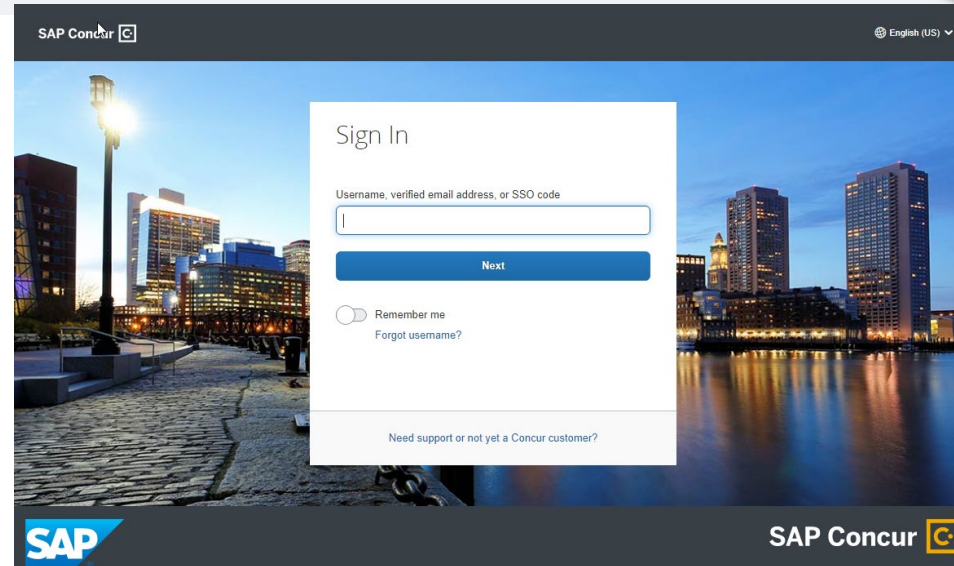 SAP Concur C
English (US)
Sign In
Username, verified email address, or SSO code
Next
Remember me
Forgot username?
Need support or not yet a Concur customer?
SAP
SAP Concur C